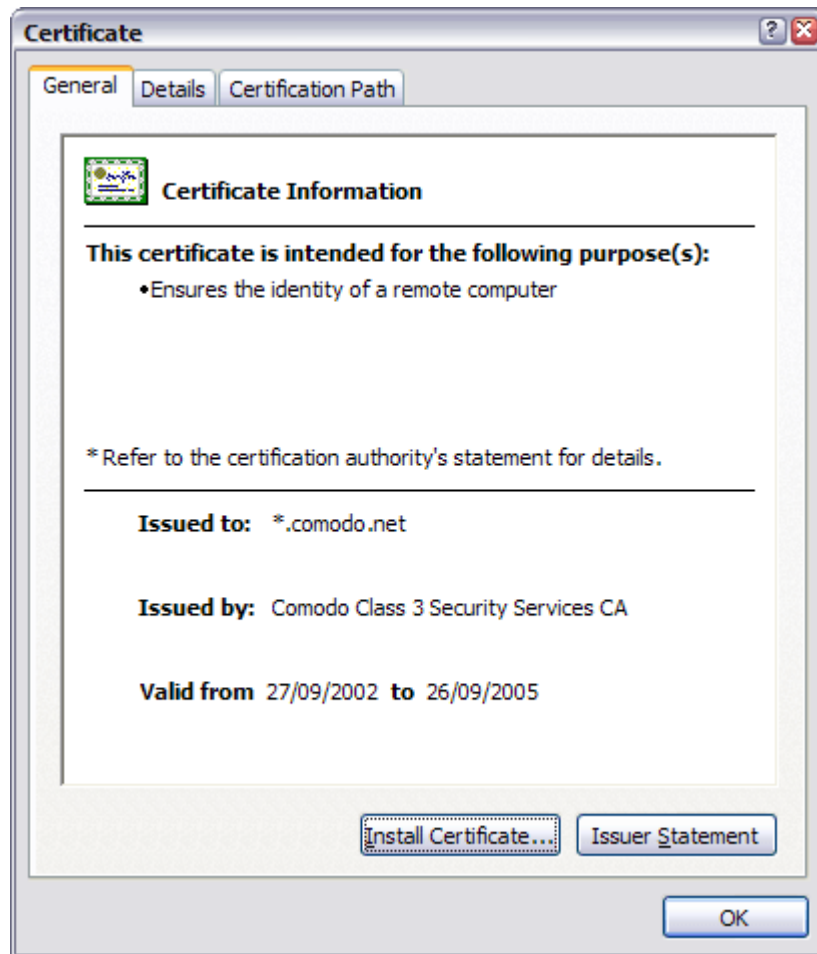 Certificate
General Details Certification Path
Certificate Information
This certificate is intended for the following purpose(s):
•Ensures the identity of a remote computer
* Refer to the certification authority's statement for details.
Issued to: *.comodo.net
Issued by: Comodo Class 3 Security Services CA
Valid from 27/09/2002 to 26/09/2005
Install Certificate... Issuer Statement
OK